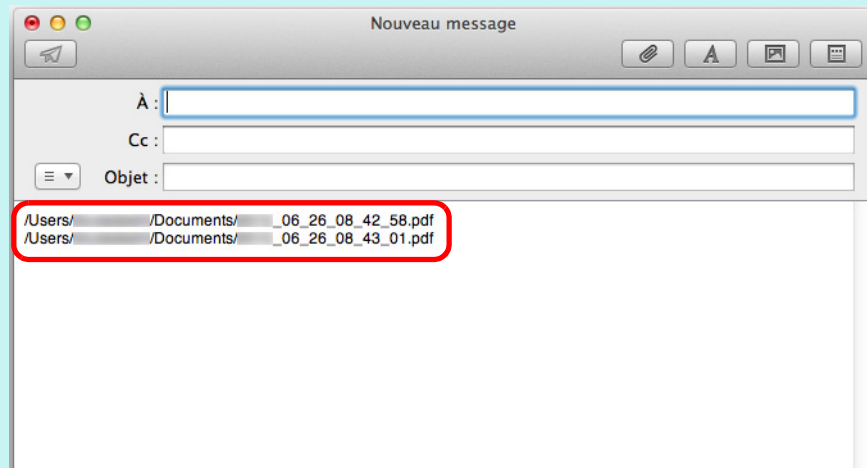 Nouveau message
À :
Cc :
Objet :
/Users/ /Documents/ _06_26_08_42_58.pdf
/Users/ /Documents/ _06_26_08_43_01.pdf